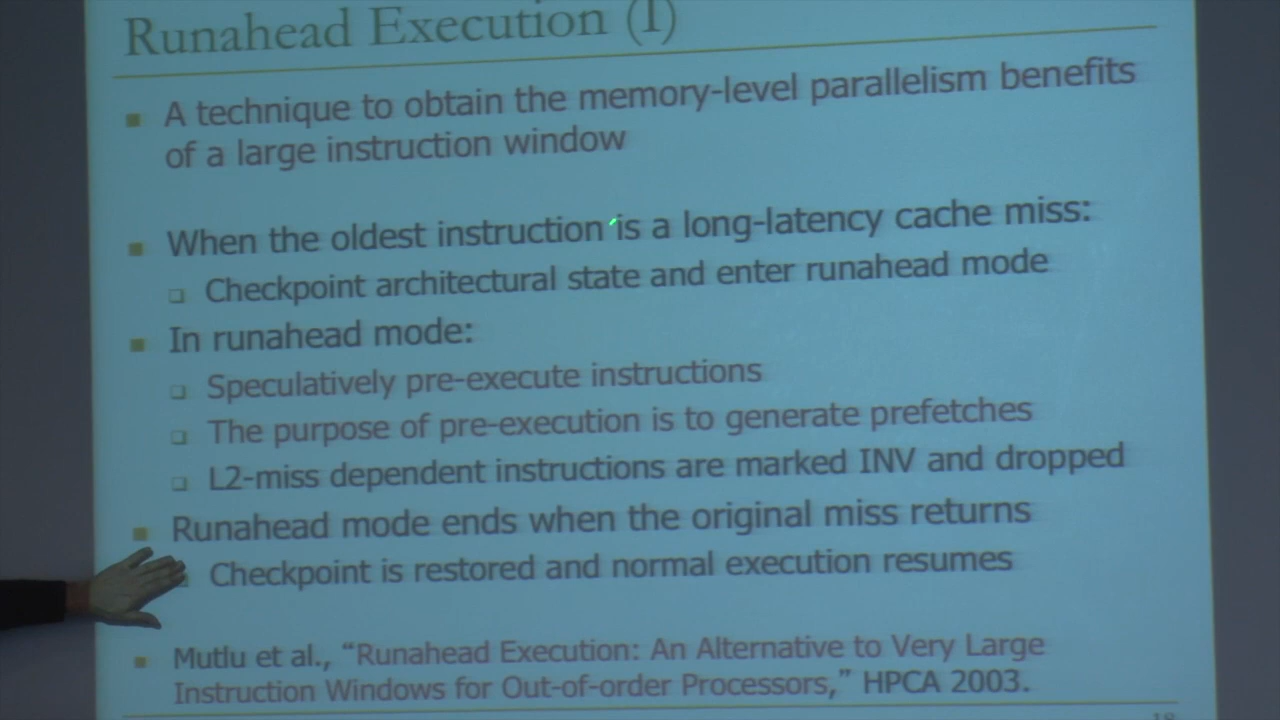 Runahead Execution (I)
A technique to obtain the memory-level parallelism benefits
of a large instruction window
When the oldest instruction is a long-latency cache miss:
Checkpoint architectural state and enter runahead mode
In runahead mode:
Speculatively pre-execute instructions
The purpose of pre-execution is to generate prefetches
L2-miss dependent instructions are marked INV and dropped
Runahead mode ends when the original miss returns
Checkpoint is restored and normal execution resumes
Mutlu et al., “Runahead Execution: An Alternative to Very Large
Instruction Windows for Out-of-order Processors,” HPCA 2003.